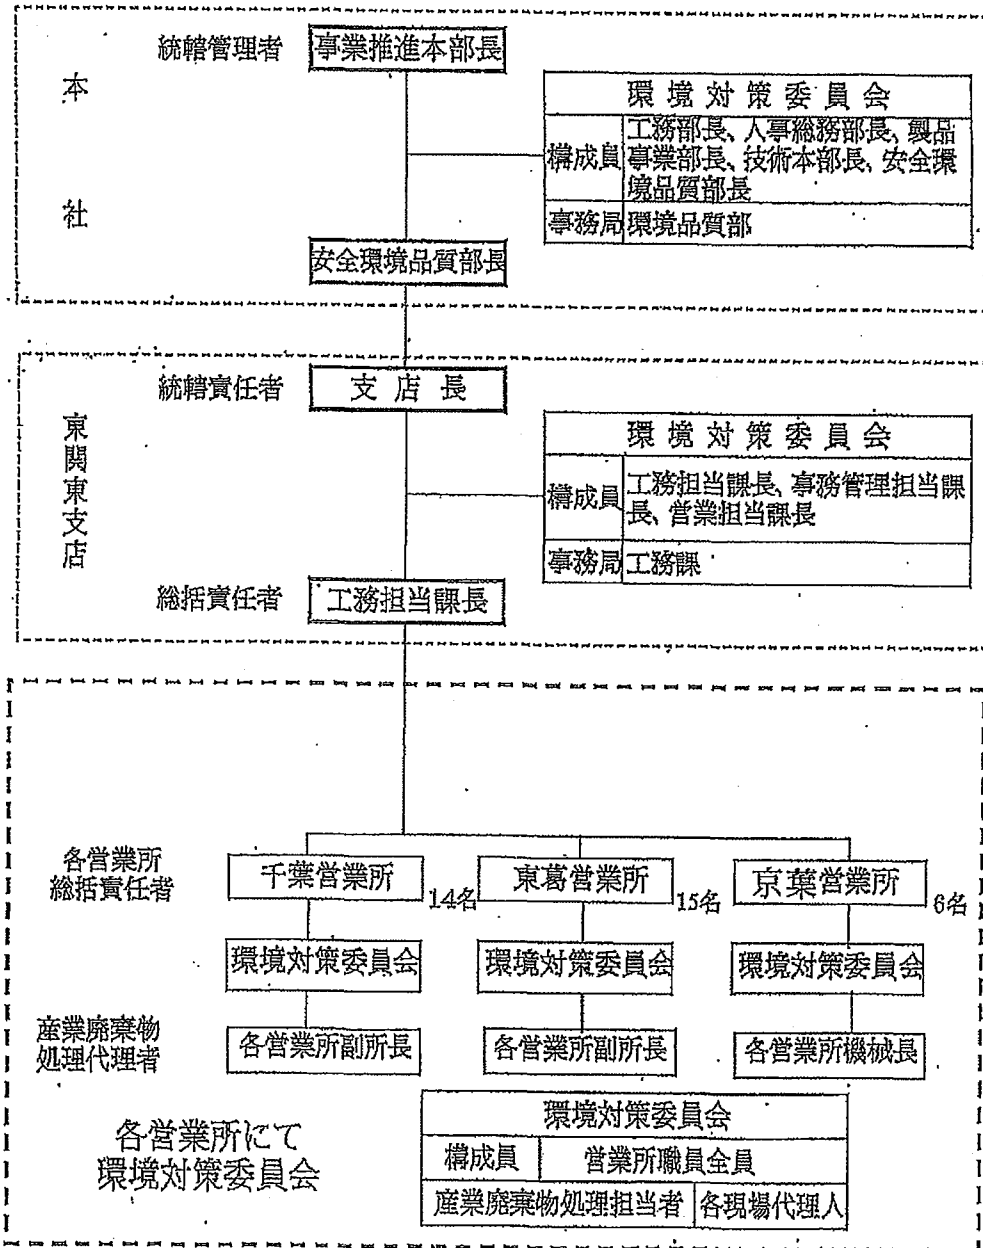 統轄管理者
事業推進本部長
本社
環境対策委員会
構成員
工務部長、人事総務部長、製品
事業部長、技術本部長、安全環
境品質部長
事務局
環境品質部
安全環境品質部長
統轄責任者
支店長
東関東支店
環境対策委員会
構成員
工務担当課長、事務管理担当課
長、営業担当課長
事務局
工務課
総括責任者
工務担当課長
各営業所
総括責任者
千葉営業所
14名
東葛営業所
15名
京葉営業所
6名
環境対策委員会
環境対策委員会
環境対策委員会
産業廃棄物
処理代理者
各営業所副所長
各営業所副所長
各営業所機械長
各営業所にて
環境対策委員会
環境対策委員会
構成員
営業所職員全員
産業廃棄物処理担当者
各現場代理人